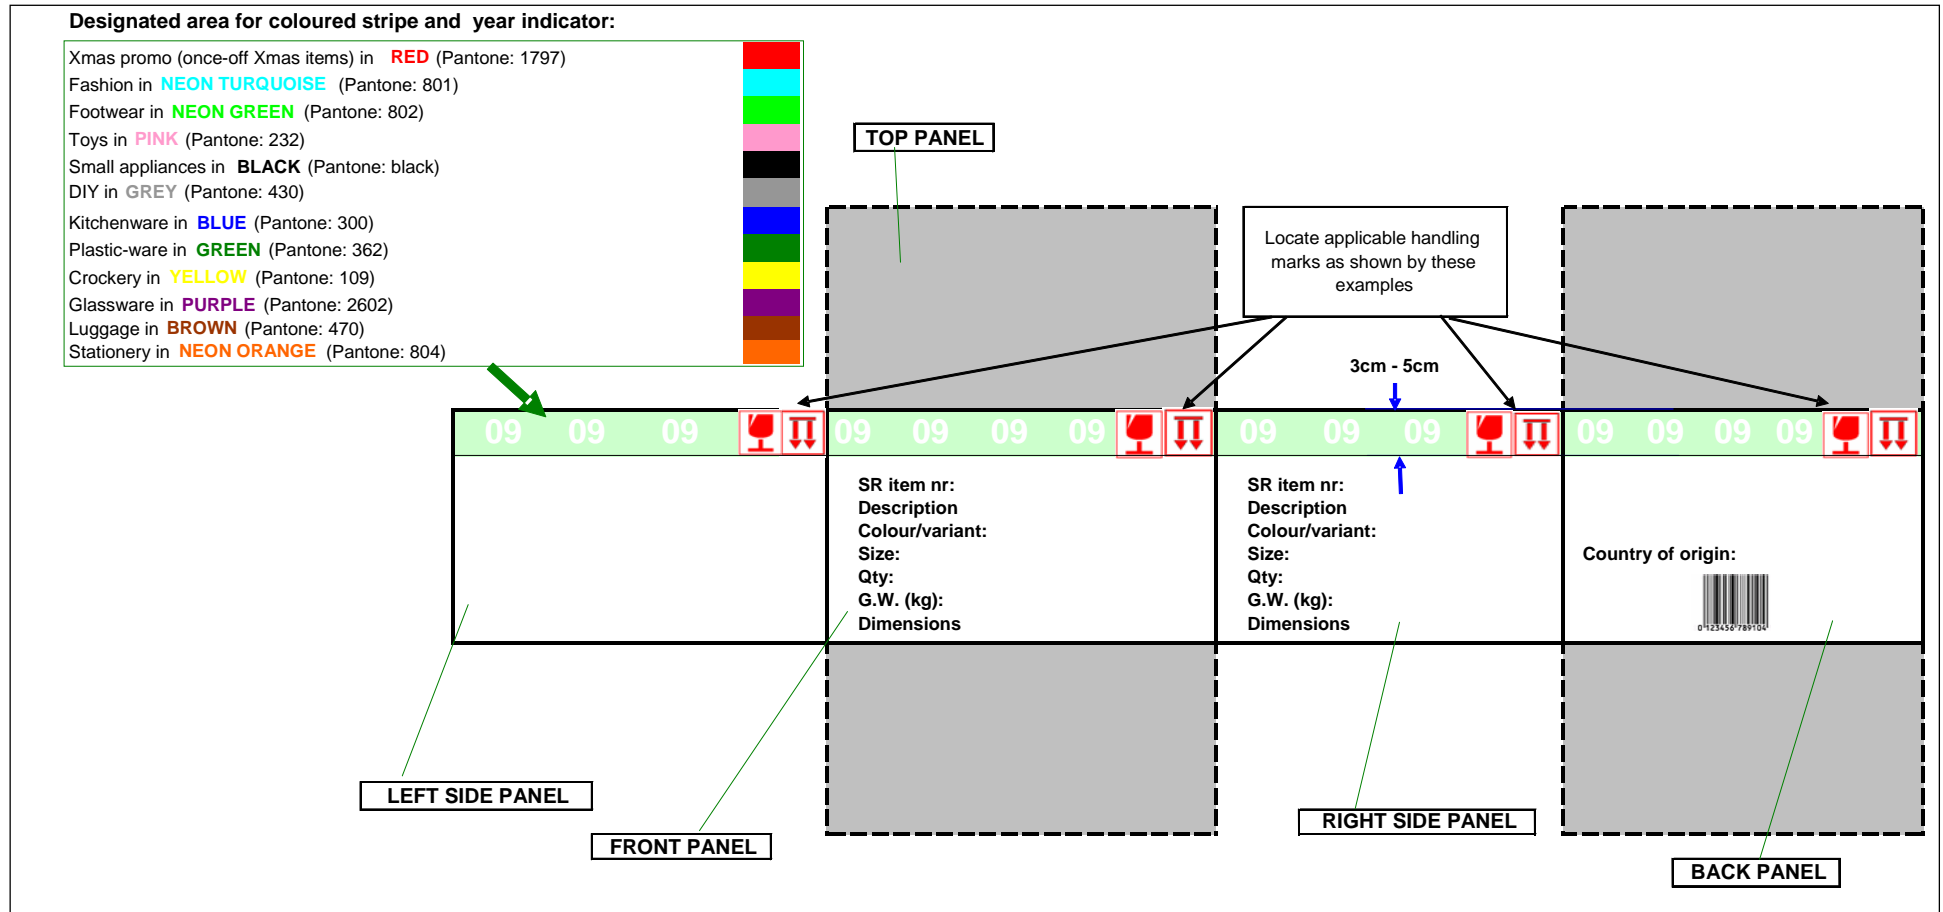 Designated area for coloured stripe and year indicator:
Xmas promo (once-off Xmas items) in RED (Pantone: 1797)
Fashion in NEON TURQUOISE (Pantone: 801)
Footwear in NEON GREEN (Pantone: 802)
Toys in PINK (Pantone: 232)
Small appliances in BLACK (Pantone: black)
DIY in GREY (Pantone: 430)
Kitchenware in BLUE (Pantone: 300)
Plastic-ware in GREEN (Pantone: 362)
Crockery in YELLOW (Pantone: 109)
Glassware in PURPLE (Pantone: 2602)
Luggage in BROWN (Pantone: 470)
Stationery in NEON ORANGE (Pantone: 804)
TOP PANEL
Locate applicable handling
marks as shown by these
examples
3cm - 5cm
09 09 09 09 09 09 09 09 09 09 09 09 09 09
SR item nr:
Description
Colour/variant:
Size:
Qty:
G.W. (kg):
Dimensions
SR item nr:
Description
Colour/variant:
Size:
Qty:
G.W. (kg):
Dimensions
Country of origin:
0 123456 789104
LEFT SIDE PANEL
FRONT PANEL
RIGHT SIDE PANEL
BACK PANEL